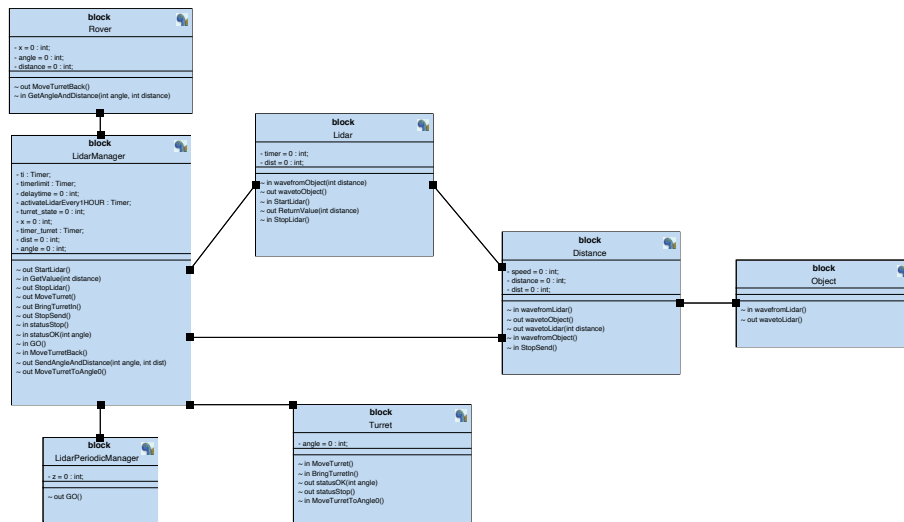 block
Rover
- x = 0 : int;
- angle = 0 : int;
- distance = 0 : int;
~ out MoveTurretBack()
~ in GetAngleAndDistance(int angle, int distance)
block
LidarManager
- ti : Timer;
- timerlimit : Timer;
- delaytime = 0 : int;
- activateLidarEvery1HOUR : Timer;
- turret_state = 0 : int;
- x = 0 : int;
- timer_turret : Timer;
- dist = 0 : int;
- angle = 0 : int;
~ out StartLidar()
~ in GetValue(int distance)
~ out StopLidar()
~ out MoveTurret()
~ out BringTurretIn()
~ out StopSend()
~ in statusStop()
~ in statusOK(int angle)
~ in GO()
~ in MoveTurretBack()
~ out SendAngleAndDistance(int angle, int dist)
~ out MoveTurretToAngle0()
block
Lidar
- timer = 0 : int;
- dist = 0 : int;
~ in wavefromObject(int distance)
~ out wavetoObject()
~ in StartLidar()
~ out ReturnValue(int distance)
~ in StopLidar()
block
Distance
- speed = 0 : int;
- distance = 0 : int;
- dist = 0 : int;
~ in wavefromLidar()
~ out wavetoObject()
~ out wavetoLidar(int distance)
~ in wavefromObject()
~ in StopSend()
block
Object
~ in wavefromLidar()
~ out wavetoLidar()
block
LidarPeriodicManager
- z = 0 : int;
~ out GO()
block
Turret
- angle = 0 : int;
~ in MoveTurret()
~ in BringTurretIn()
~ out statusOK(int angle)
~ out statusStop()
~ in MoveTurretToAngle0()